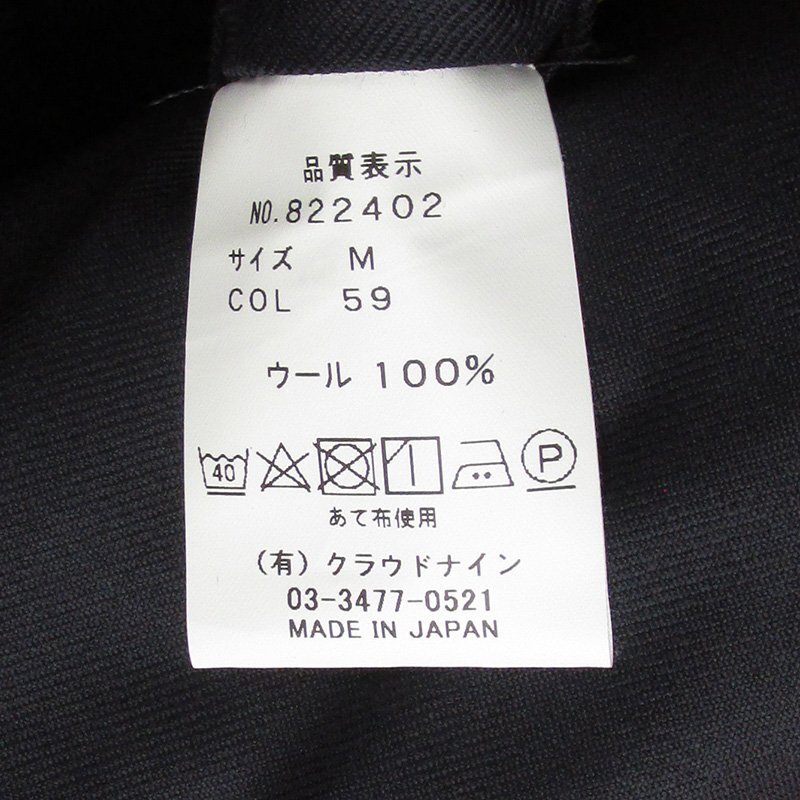 品質表示
NO.822402
サイズ M
COL 59
ウール 100%
40 P
あて布使用
(有)クラウドナイン
03-3477-0521
MADE IN JAPAN